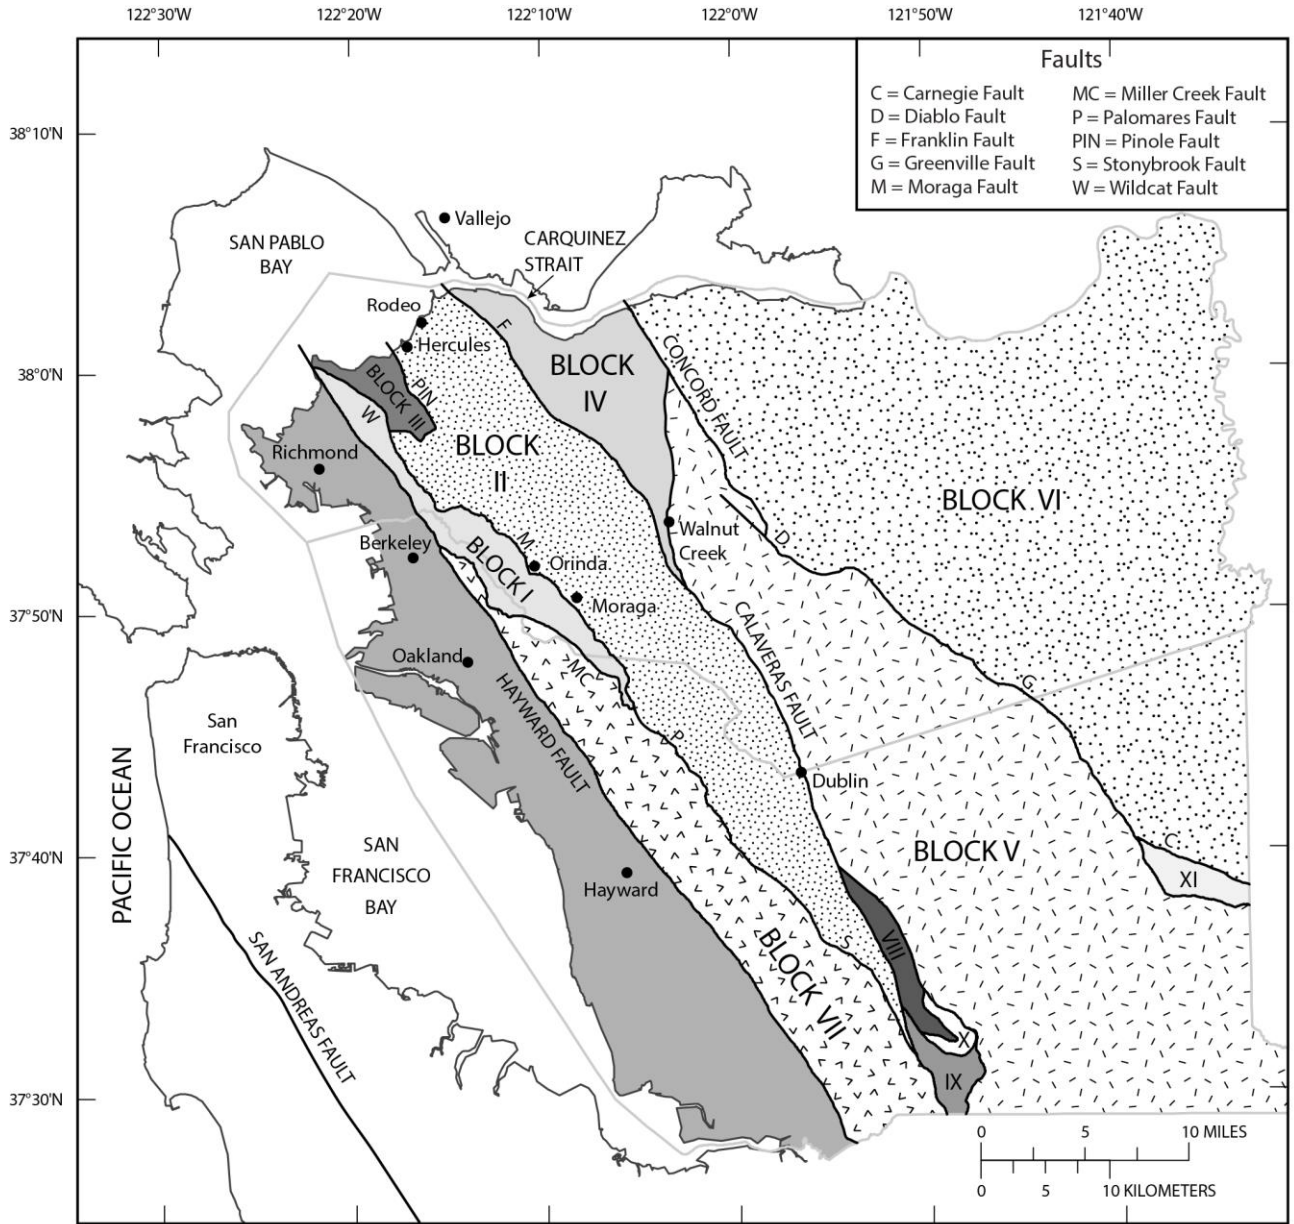 122°30'W 122°20'W 122°10'W 122°0'W 121°50'W 121°40'W
Faults
C = Carnegie Fault
D = Diablo Fault
F = Franklin Fault
G = Greenville Fault
M = Moraga Fault
MC = Miller Creek Fault
P = Palomares Fault
PIN = Pinole Fault
S = Stonybrook Fault
W = Wildcat Fault
38°10'N
Vallejo
SAN PABLO
BAY
CARQUINEZ
STRAIT
Rodeo
F
Hercules
38°0'N
BLOCK
IV
CONCORD FAULT
BLOCK III
PIN
W
BLOCK
II
Richmond
BLOCK VI
Walnut
Creek
D
Berkeley
M
Orinda
BLOCK I
Moraga
37°50'N
CALAVERAS FAULT
Oakland
MC
HAYWARD FAULT
G
San
Francisco
P
Dublin
PACIFIC OCEAN
37°40'N
SAN
FRANCISCO
BAY
BLOCK V
C
XI
Hayward
SAN ANDREAS FAULT
S
VIII
BLOCK VII
X
IX
37°30'N
0 5 10 MILES
0 5 10 KILOMETERS